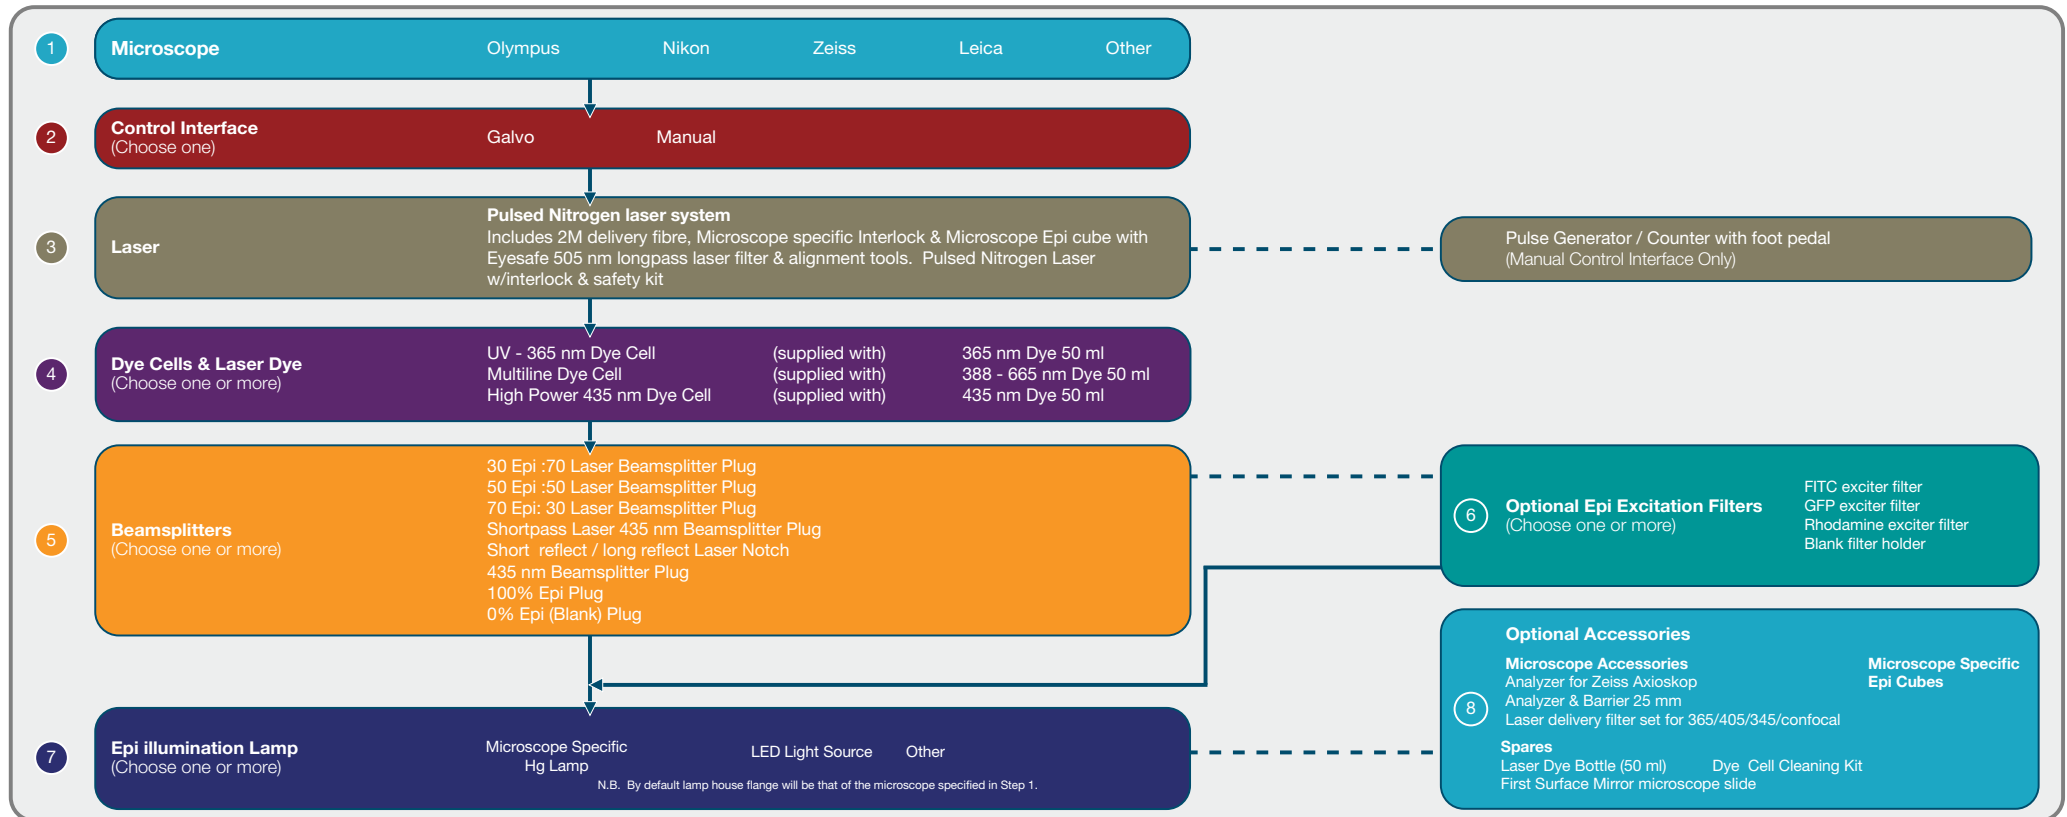 1 Microscope Olympus Nikon Zeiss Leica Other
2 Control Interface
(Choose one) Galvo Manual
3 Laser
Pulsed Nitrogen laser system
Includes 2M delivery fibre, Microscope specific Interlock & Microscope Epi cube with
Eyesafe 505 nm longpass laser filter & alignment tools.  Pulsed Nitrogen Laser
w/interlock & safety kit
Pulse Generator / Counter with foot pedal
(Manual Control Interface Only)
4 Dye Cells & Laser Dye
(Choose one or more)
UV - 365 nm Dye Cell (supplied with) 365 nm Dye 50 ml
Multiline Dye Cell (supplied with) 388 - 665 nm Dye 50 ml
High Power 435 nm Dye Cell (supplied with) 435 nm Dye 50 ml
5 Beamsplitters
(Choose one or more)
30 Epi :70 Laser Beamsplitter Plug
50 Epi :50 Laser Beamsplitter Plug
70 Epi: 30 Laser Beamsplitter Plug
Shortpass Laser 435 nm Beamsplitter Plug
Short  reflect / long reflect Laser Notch
435 nm Beamsplitter Plug
100% Epi Plug
0% Epi (Blank) Plug
6 Optional Epi Excitation Filters
(Choose one or more)
FITC exciter filter
GFP exciter filter
Rhodamine exciter filter
Blank filter holder
7 Epi illumination Lamp
(Choose one or more)
Microscope Specific
Hg Lamp
LED Light Source Other
N.B.  By default lamp house flange will be that of the microscope specified in Step 1.
8 Optional Accessories
Microscope Accessories
Analyzer for Zeiss Axioskop
Analyzer & Barrier 25 mm
Laser delivery filter set for 365/405/345/confocal
Microscope Specific
Epi Cubes
Spares
Laser Dye Bottle (50 ml) Dye  Cell Cleaning Kit
First Surface Mirror microscope slide